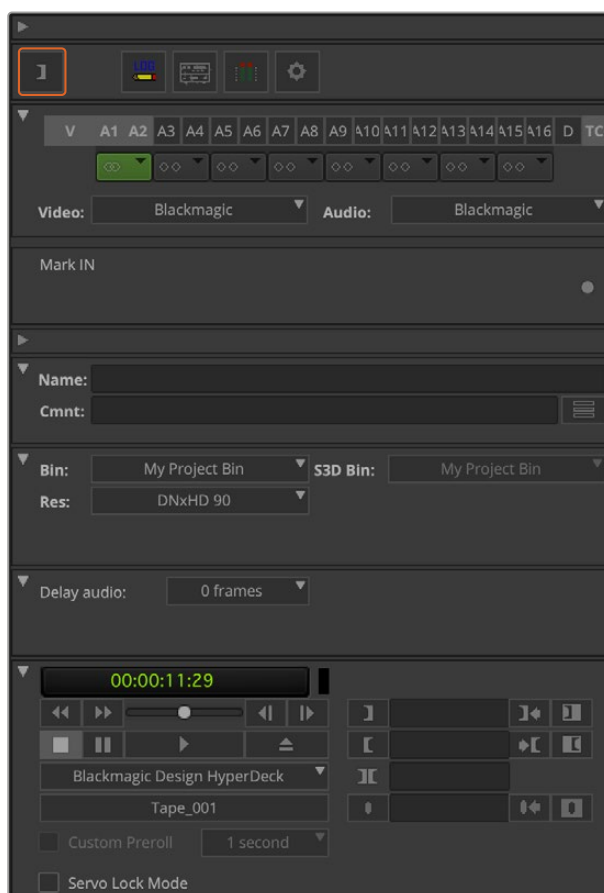 LOG
V A1 A2 A3 A4 A5 A6 A7 A8 A9 A10 A11 A12 A13 A14 A15 A16 D TC
Video: Blackmagic Audio: Blackmagic
Mark IN
Name:
Cmnt:
Bin: My Project Bin S3D Bin: My Project Bin
Res: DNxHD 90
Delay audio: 0 frames
00:00:11:29
Blackmagic Design HyperDeck
Tape_001
Custom Preroll 1 second
Servo Lock Mode